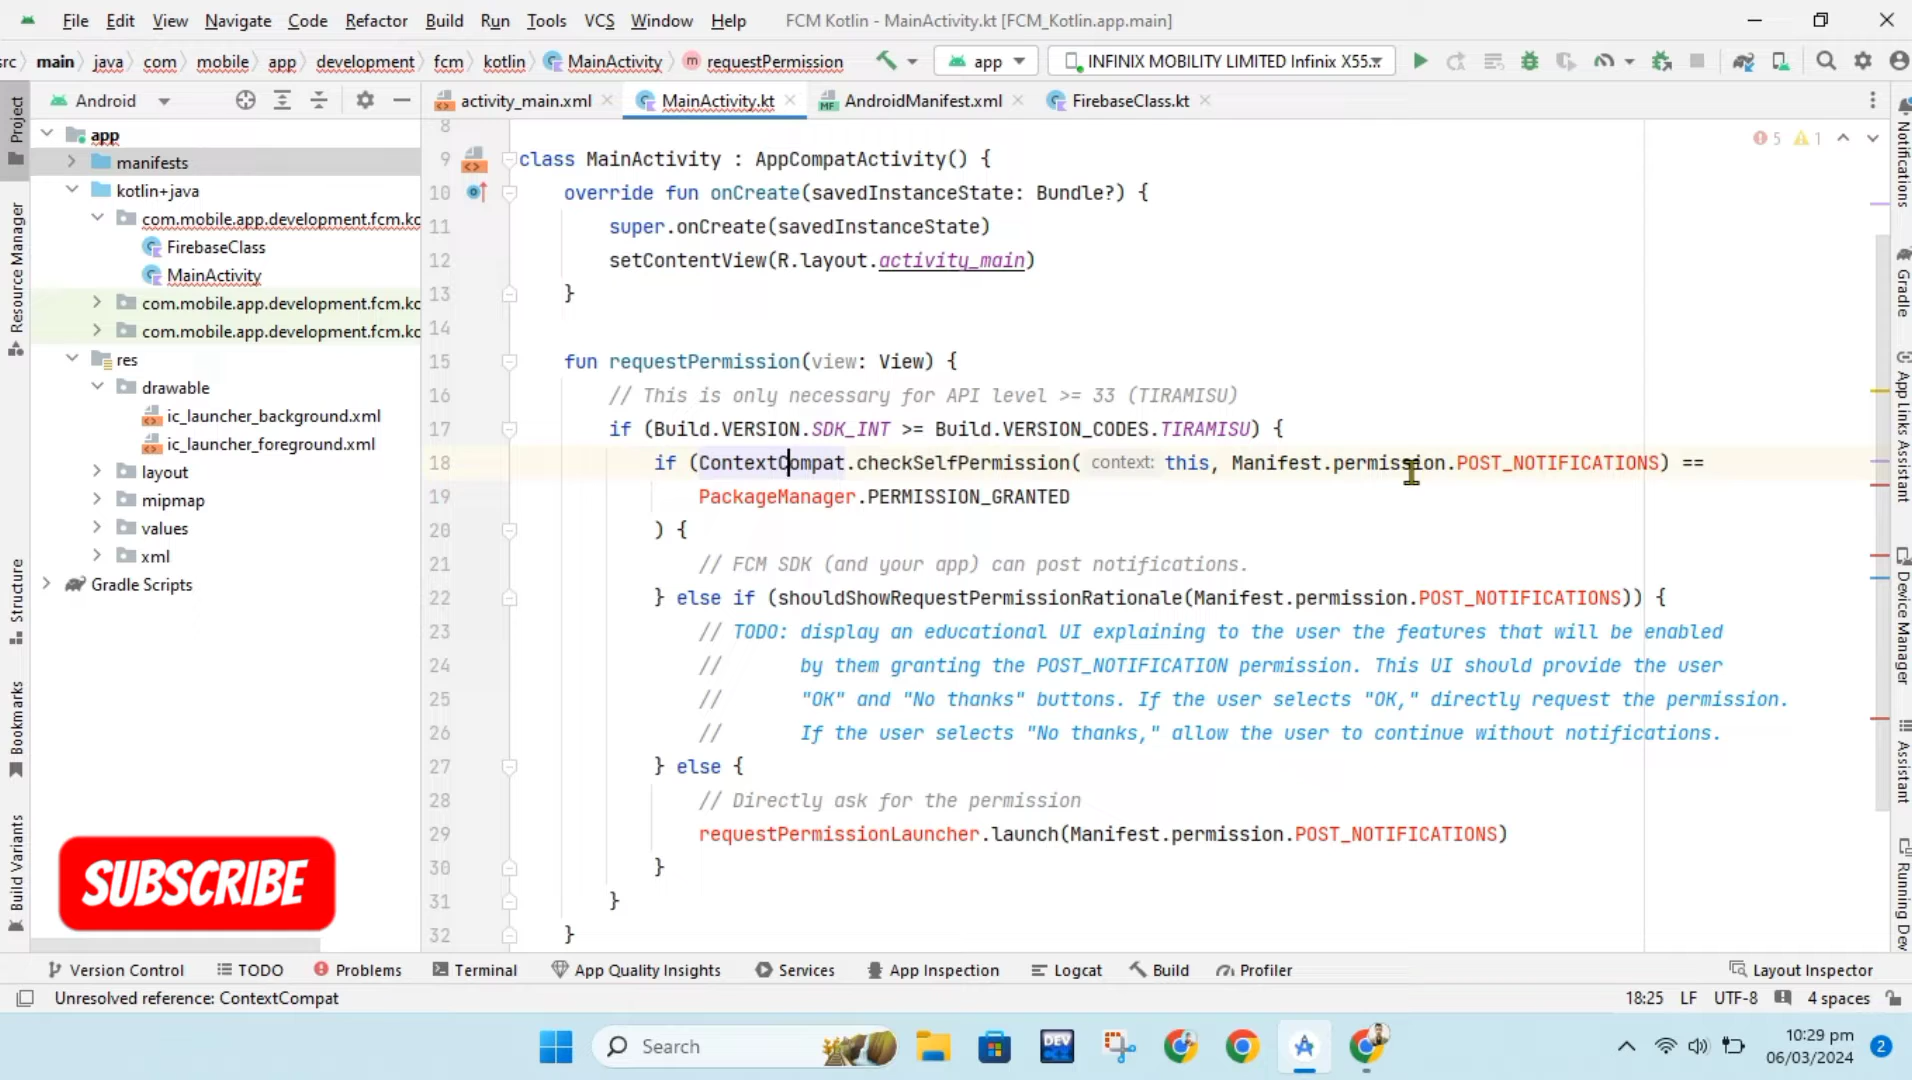 File Edit View Navigate Code Refactor Build Run Tools VCS Window Help FCM Kotlin - MainActivity.kt [FCM_Kotlin.app.main]
rc main java com mobile app development fcm kotlin MainActivity requestPermission app INFINIX MOBILITY LIMITED Infinix X55..
Android activity_main.xml MainActivity.kt AndroidManifest.xml FirebaseClass.kt
Project
Resource Manager
Structure
Bookmarks
Build Variants
app
manifests
kotlin+java
com.mobile.app.development.fcm.ko
FirebaseClass
MainActivity
com.mobile.app.development.fcm.ko
com.mobile.app.development.fcm.ko
res
drawable
ic_launcher_background.xml
ic_launcher_foreground.xml
layout
mipmap
values
xml
Gradle Scripts
SUBSCRIBE
5 1
8
9 class MainActivity : AppCompatActivity() {
10 override fun onCreate(savedInstanceState: Bundle?) {
11 super.onCreate(savedInstanceState)
12 setContentView(R.layout.activity_main)
13 }
14
15 fun requestPermission(view: View) {
16 // This is only necessary for API level >= 33 (TIRAMISU)
17 if (Build.VERSION.SDK_INT >= Build.VERSION_CODES.TIRAMISU) {
18 if (ContextCompat.checkSelfPermission( context: this, Manifest.permission.POST_NOTIFICATIONS) ==
19 PackageManager.PERMISSION_GRANTED
20 ) {
21 // FCM SDK (and your app) can post notifications.
22 } else if (shouldShowRequestPermissionRationale(Manifest.permission.POST_NOTIFICATIONS)) {
23 // TODO: display an educational UI explaining to the user the features that will be enabled
24 // by them granting the POST_NOTIFICATION permission. This UI should provide the user
25 // "OK" and "No thanks" buttons. If the user selects "OK," directly request the permission.
26 // If the user selects "No thanks," allow the user to continue without notifications.
27 } else {
28 // Directly ask for the permission
29 requestPermissionLauncher.launch(Manifest.permission.POST_NOTIFICATIONS)
30 }
31 }
32 }
Notifications
Gradle
App Links Assistant
Device Manager
Assistant
Running Dev
Version Control TODO Problems Terminal App Quality Insights Services App Inspection Logcat Build Profiler Layout Inspector
Unresolved reference: ContextCompat 18:25 LF UTF-8 4 spaces
Search DEV 10:29 pm
06/03/2024 2